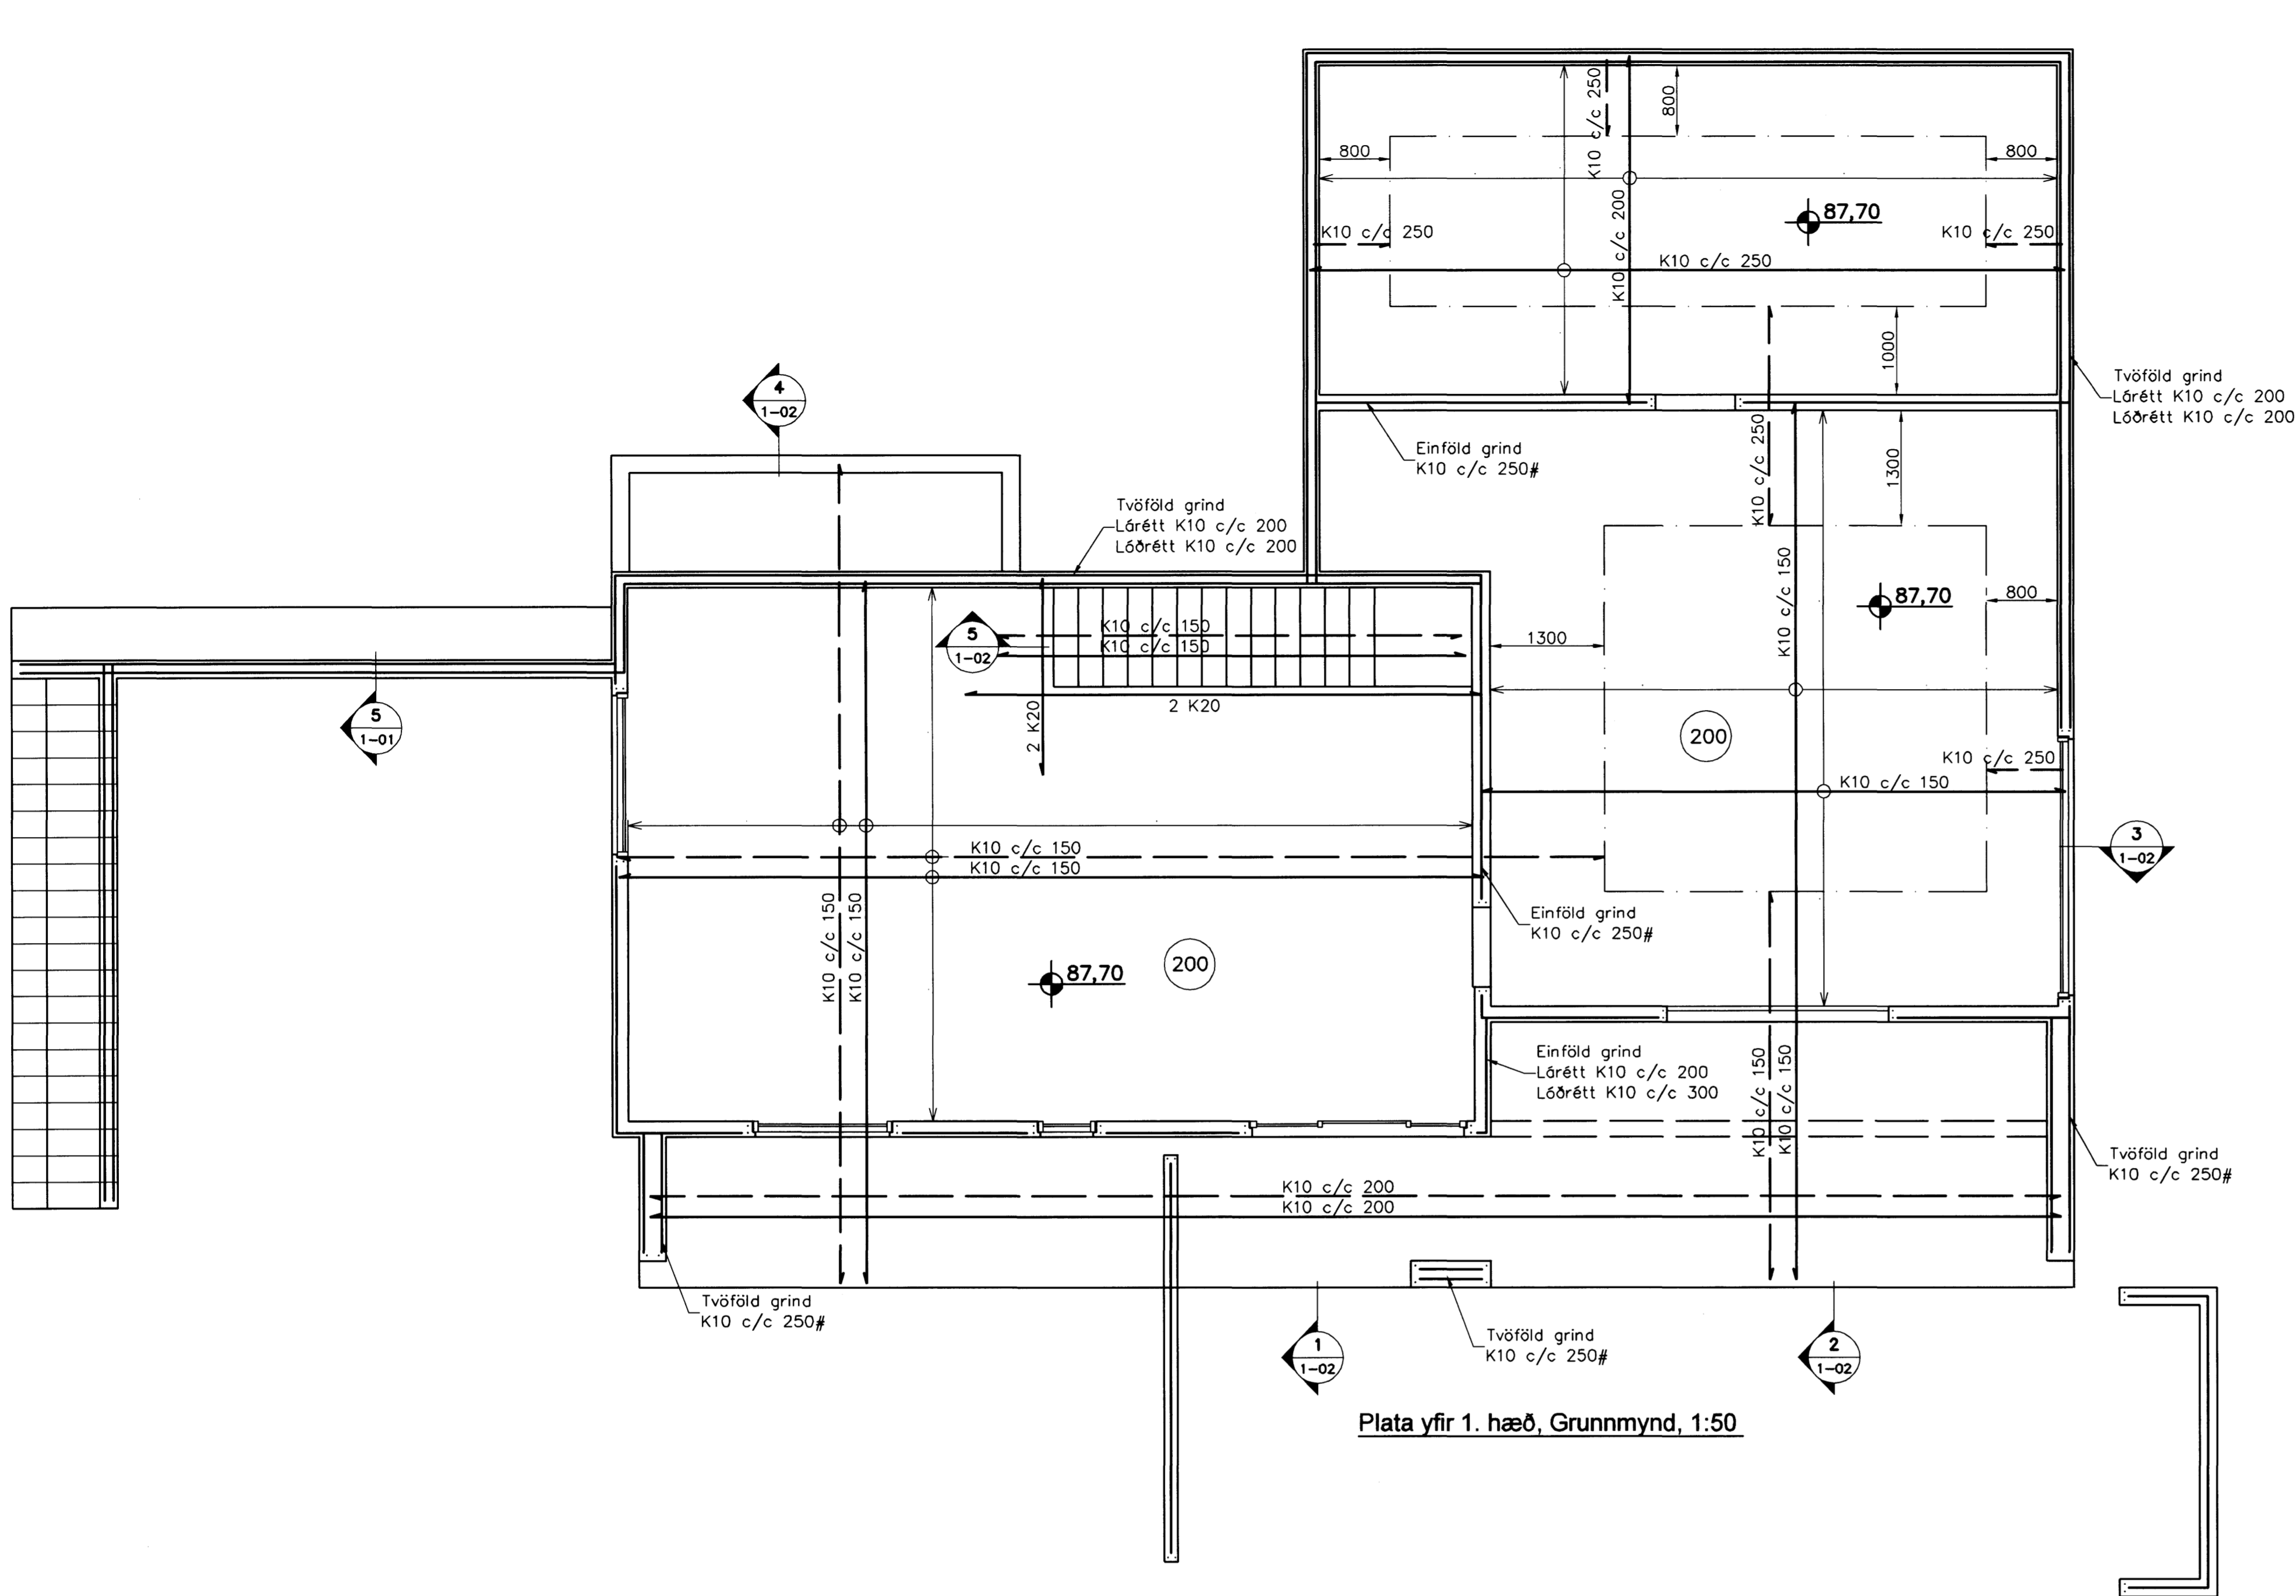 K10 c/c 250
800
800
800
K10 c/c 200
87,70
K10 c/c 250
K10 c/c 250
K10 c/c 250
1000
Tvöföld grind
Lárétt K10 c/c 200
Lóðrétt K10 c/c 200
4
1-02
Einföld grind
K10 c/c 250#
K10 c/c 250
1300
Tvöföld grind
Lárétt K10 c/c 200
Lóðrétt K10 c/c 200
K10 c/c 150
87,70
800
5
1-02
K10 c/c 150
K10 c/c 150
1300
2 K20
2 K20
5
1-01
200
K10 c/c 250
K10 c/c 150
3
1-02
K10 c/c 150
K10 c/c 150
K10 c/c 150
K10 c/c 150
Einföld grind
K10 c/c 250#
87,70
200
Einföld grind
Lárétt K10 c/c 200
Lóðrétt K10 c/c 300
K10 c/c 150
K10 c/c 150
Tvöföld grind
K10 c/c 250#
K10 c/c 200
K10 c/c 200
Tvöföld grind
K10 c/c 250#
Tvöföld grind
K10 c/c 250#
1
1-02
2
1-02
Plata yfir 1. hæð, Grunnmynd, 1:50